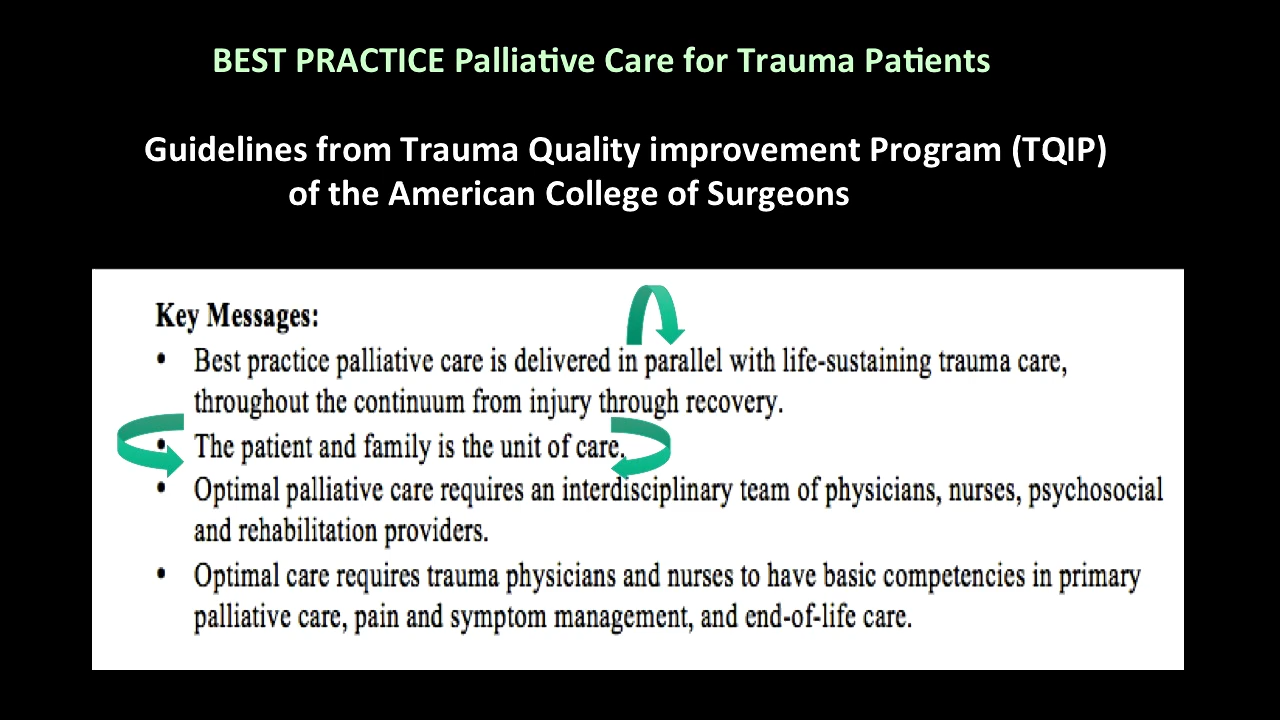 BEST PRACTICE Palliative Care for Trauma Patients
Guidelines from Trauma Quality improvement Program (TQIP)
of the American College of Surgeons
Key Messages:
• Best practice palliative care is delivered in parallel with life-sustaining trauma care,
throughout the continuum from injury through recovery.
• The patient and family is the unit of care.
• Optimal palliative care requires an interdisciplinary team of physicians, nurses, psychosocial
and rehabilitation providers.
• Optimal care requires trauma physicians and nurses to have basic competencies in primary
palliative care, pain and symptom management, and end-of-life care.